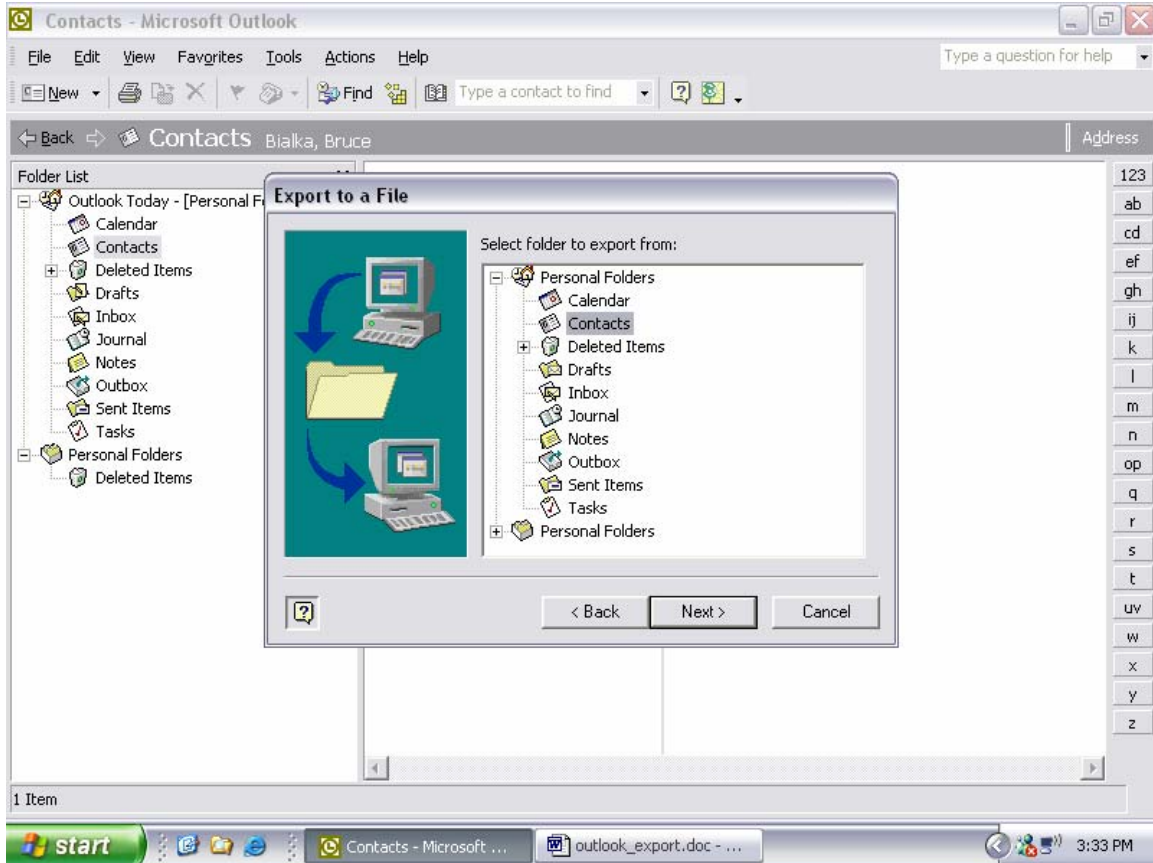 Contacts - Microsoft Outlook
File Edit View Favorites Tools Actions Help
Type a question for help
New Find Type a contact to find
Back Contacts Bialka, Bruce Address
Folder List
Outlook Today - [Personal F
Calendar
Contacts
Deleted Items
Drafts
Inbox
Journal
Notes
Outbox
Sent Items
Tasks
Personal Folders
Deleted Items
Export to a File
Select folder to export from:
Personal Folders
Calendar
Contacts
Deleted Items
Drafts
Inbox
Journal
Notes
Outbox
Sent Items
Tasks
Personal Folders
< Back Next > Cancel
123
ab
cd
ef
gh
ij
k
l
m
n
op
q
r
s
t
uv
w
x
y
z
1 Item
start Contacts - Microsoft ... outlook_export.doc - ... 3:33 PM